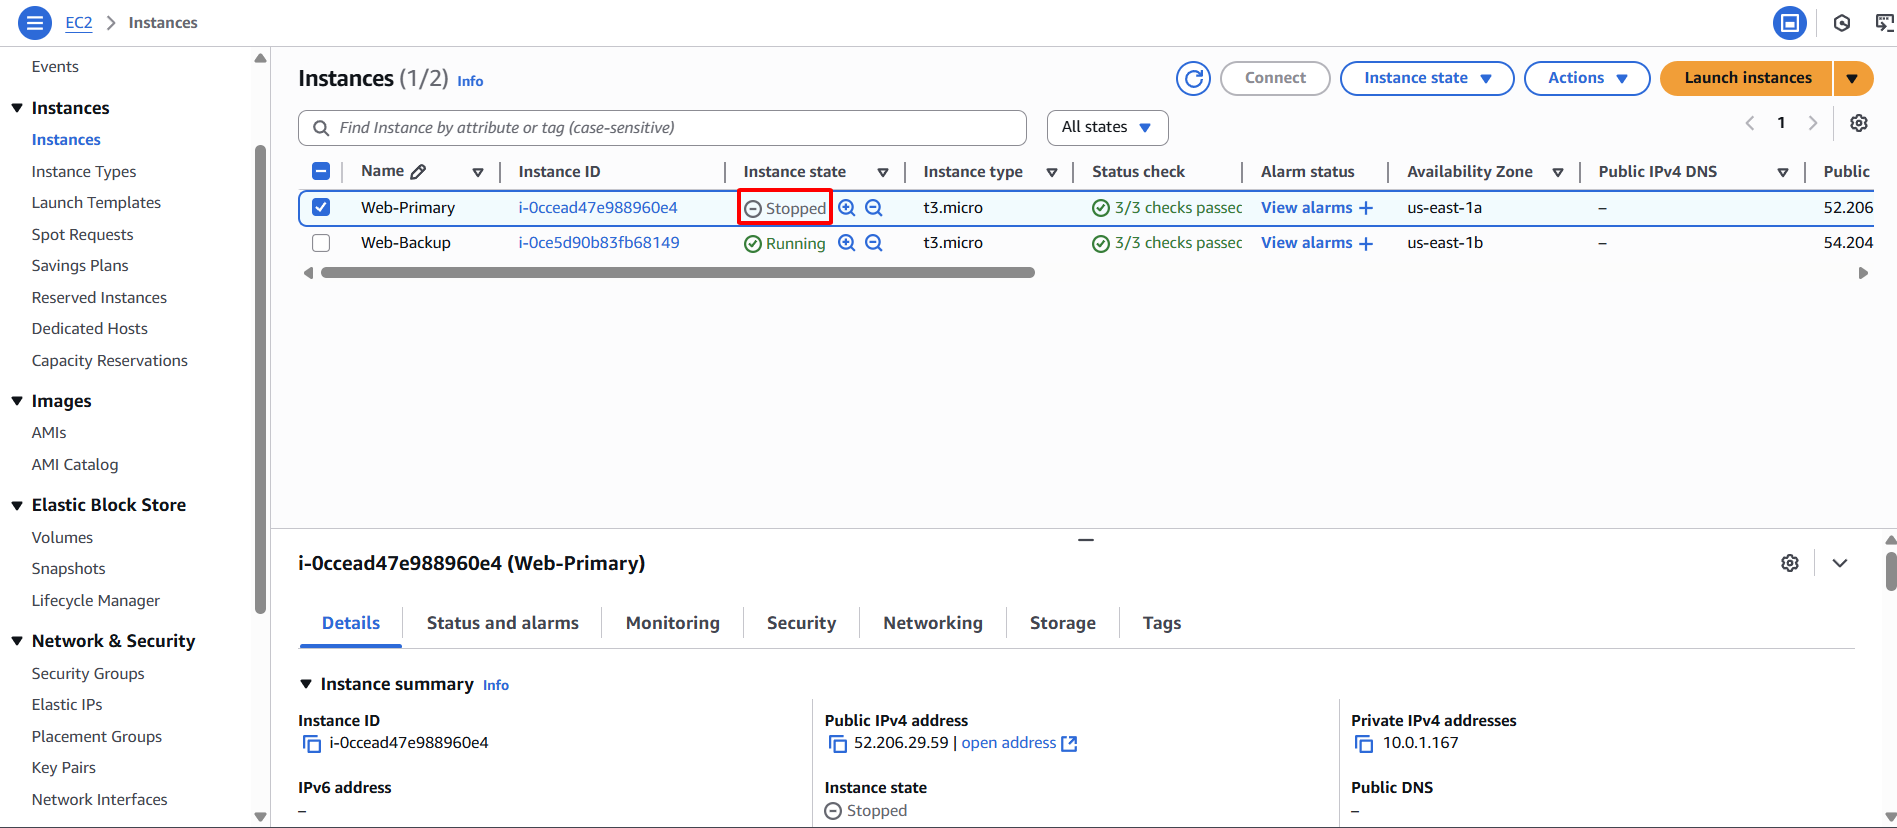 EC2 > Instances
Events
Instances
Instances
Instance Types
Launch Templates
Spot Requests
Savings Plans
Reserved Instances
Dedicated Hosts
Capacity Reservations
Images
AMIs
AMI Catalog
Elastic Block Store
Volumes
Snapshots
Lifecycle Manager
Network & Security
Security Groups
Elastic IPs
Placement Groups
Key Pairs
Network Interfaces
Instances (1/2) Info
Connect Instance state Actions Launch instances
Find Instance by attribute or tag (case-sensitive) All states 1
Name Instance ID Instance state Instance type Status check Alarm status Availability Zone Public IPv4 DNS Public
Web-Primary i-0ccead47e988960e4 Stopped t3.micro 3/3 checks passec View alarms + us-east-1a – 52.206
Web-Backup i-0ce5d90b83fb68149 Running t3.micro 3/3 checks passec View alarms + us-east-1b – 54.204
i-0ccead47e988960e4 (Web-Primary)
Details Status and alarms Monitoring Security Networking Storage Tags
Instance summary Info
Instance ID
i-0ccead47e988960e4
IPv6 address
–
Public IPv4 address
52.206.29.59 | open address
Instance state
Stopped
Private IPv4 addresses
10.0.1.167
Public DNS
–